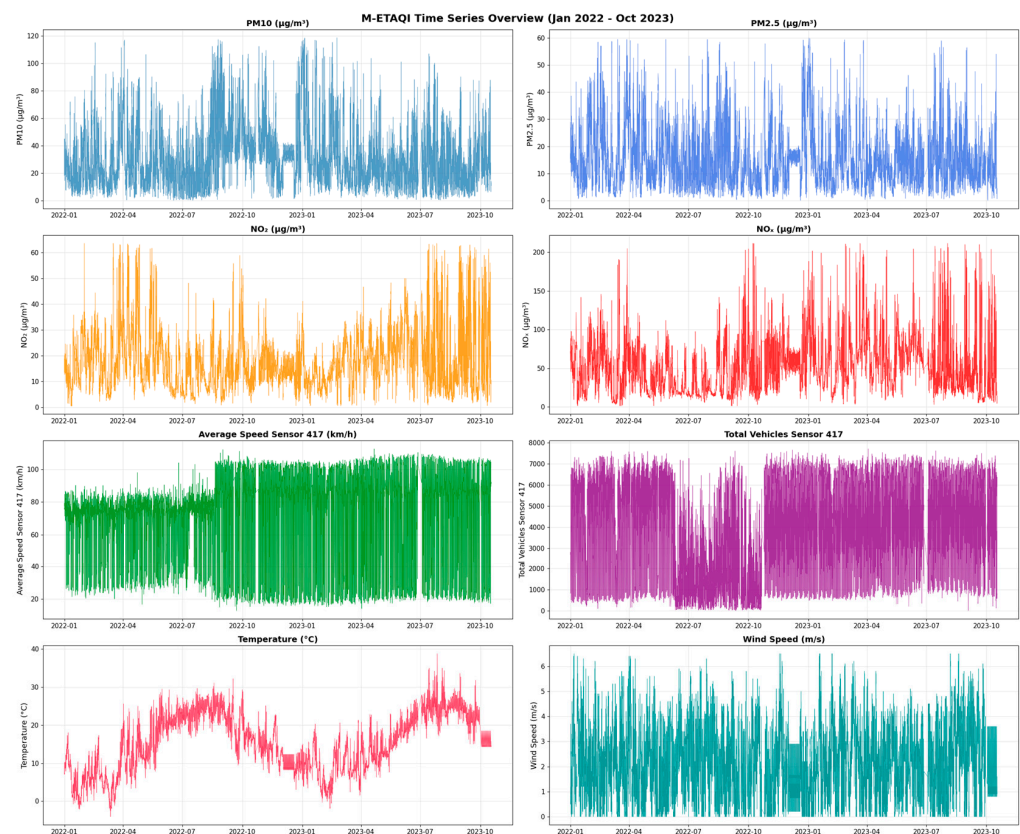 M-ETAQI Time Series Overview (Jan 2022 - Oct 2023)
PM10 (µg/m³)
PM10 (µg/m³)
120
100
80
60
40
20
0
2022-01 2022-04 2022-07 2022-10 2023-01 2023-04 2023-07 2023-10
PM2.5 (µg/m³)
PM2.5 (µg/m³)
60
50
40
30
20
10
0
2022-01 2022-04 2022-07 2022-10 2023-01 2023-04 2023-07 2023-10
NO₂ (µg/m³)
NO₂ (µg/m³)
60
50
40
30
20
10
0
2022-01 2022-04 2022-07 2022-10 2023-01 2023-04 2023-07 2023-10
NOₓ (µg/m³)
NOₓ (µg/m³)
200
150
100
50
0
2022-01 2022-04 2022-07 2022-10 2023-01 2023-04 2023-07 2023-10
Average Speed Sensor 417 (km/h)
Average Speed Sensor 417 (km/h)
100
80
60
40
20
2022-01 2022-04 2022-07 2022-10 2023-01 2023-04 2023-07 2023-10
Total Vehicles Sensor 417
Total Vehicles Sensor 417
8000
7000
6000
5000
4000
3000
2000
1000
0
2022-01 2022-04 2022-07 2022-10 2023-01 2023-04 2023-07 2023-10
Temperature (°C)
Temperature (°C)
40
30
20
10
0
2022-01 2022-04 2022-07 2022-10 2023-01 2023-04 2023-07 2023-10
Wind Speed (m/s)
Wind Speed (m/s)
6
5
4
3
2
1
0
2022-01 2022-04 2022-07 2022-10 2023-01 2023-04 2023-07 2023-10